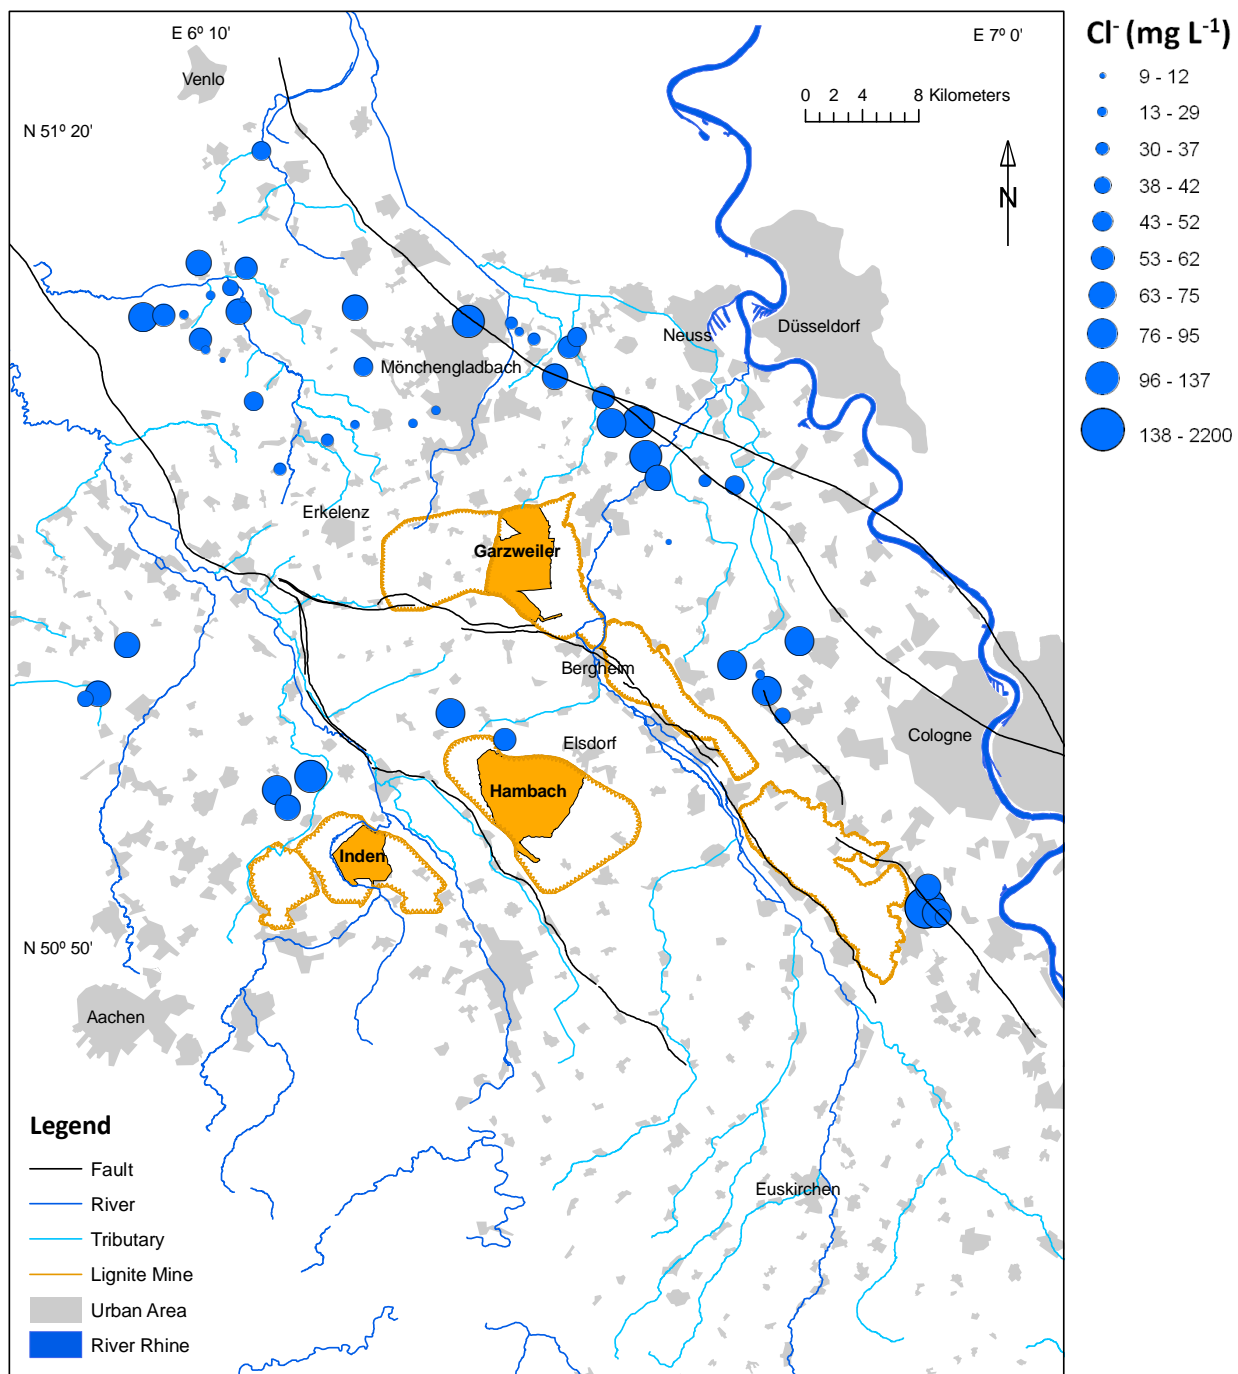 E 6º 10'
E 7º 0'
Venlo
N 51º 20'
0 2 4 8 Kilometers
N
Neuss
Düsseldorf
Mönchengladbach
Erkelenz
Garzweiler
Bergheim
Elsdorf
Cologne
Hambach
Inden
N 50º 50'
Aachen
Euskirchen
Legend
Fault
River
Tributary
Lignite Mine
Urban Area
River Rhine
Cl- (mg L-1)
9 - 12
13 - 29
30 - 37
38 - 42
43 - 52
53 - 62
63 - 75
76 - 95
96 - 137
138 - 2200